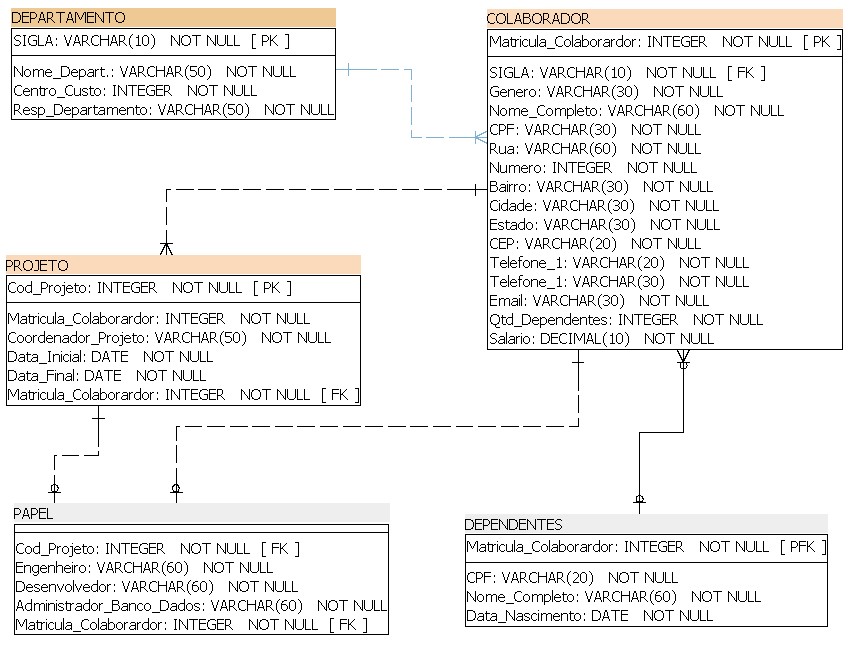 DEPARTAMENTO
SIGLA: VARCHAR(10) NOT NULL [ PK ]
Nome_Depart.: VARCHAR(50) NOT NULL
Centro_Custo: INTEGER NOT NULL
Resp_Departamento: VARCHAR(50) NOT NULL
COLABORADOR
Matricula_Colaborardor: INTEGER NOT NULL [ PK ]
SIGLA: VARCHAR(10) NOT NULL [ FK ]
Genero: VARCHAR(30) NOT NULL
Nome_Completo: VARCHAR(60) NOT NULL
CPF: VARCHAR(30) NOT NULL
Rua: VARCHAR(60) NOT NULL
Numero: INTEGER NOT NULL
Bairro: VARCHAR(30) NOT NULL
Cidade: VARCHAR(30) NOT NULL
Estado: VARCHAR(30) NOT NULL
CEP: VARCHAR(20) NOT NULL
Telefone_1: VARCHAR(20) NOT NULL
Telefone_1: VARCHAR(30) NOT NULL
Email: VARCHAR(30) NOT NULL
Qtd_Dependentes: INTEGER NOT NULL
Salario: DECIMAL(10) NOT NULL
PROJETO
Cod_Projeto: INTEGER NOT NULL [ PK ]
Matricula_Colaborardor: INTEGER NOT NULL
Coordenador_Projeto: VARCHAR(50) NOT NULL
Data_Inicial: DATE NOT NULL
Data_Final: DATE NOT NULL
Matricula_Colaborardor: INTEGER NOT NULL [ FK ]
PAPEL
Cod_Projeto: INTEGER NOT NULL [ FK ]
Engenheiro: VARCHAR(60) NOT NULL
Desenvolvedor: VARCHAR(60) NOT NULL
Administrador_Banco_Dados: VARCHAR(60) NOT NULL
Matricula_Colaborardor: INTEGER NOT NULL [ FK ]
DEPENDENTES
Matricula_Colaborardor: INTEGER NOT NULL [ PFK ]
CPF: VARCHAR(20) NOT NULL
Nome_Completo: VARCHAR(60) NOT NULL
Data_Nascimento: DATE NOT NULL